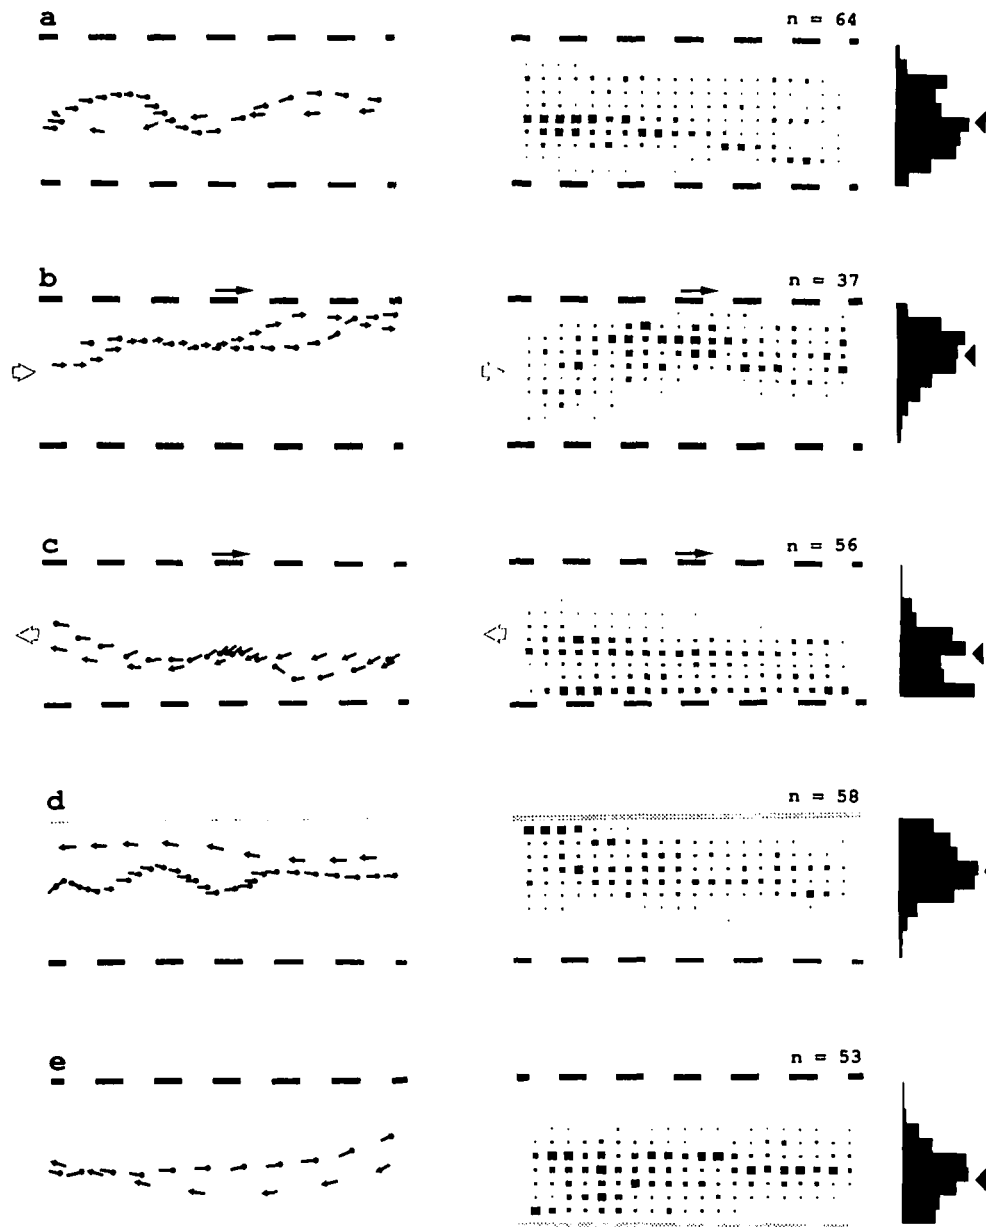 a
n = 64
b
n = 37
c
n = 56
d
n = 58
e
n = 53